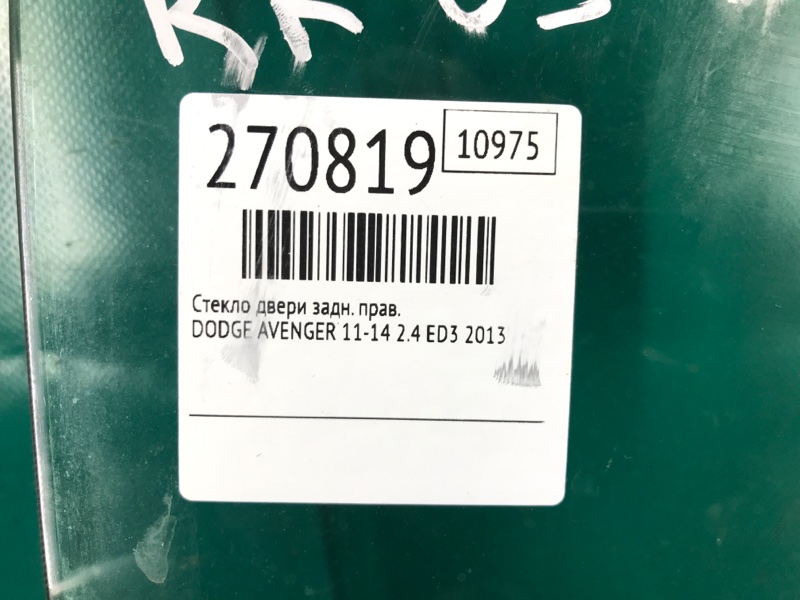 270819
10975
Стекло двери задн. прав.
DODGE AVENGER 11-14 2.4 ED3 2013